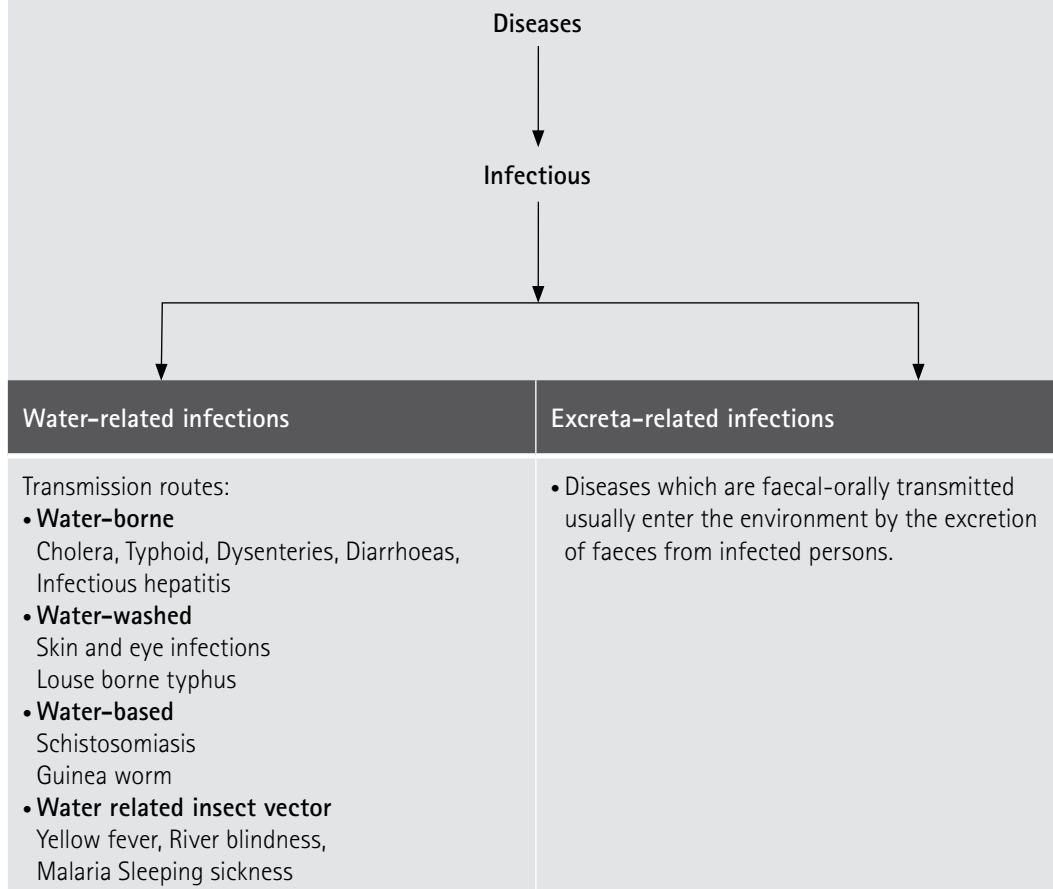 Diseases
Infectious
Water-related infections
Transmission routes:
• Water-borne
Cholera, Typhoid, Dysenteries, Diarrhoeas,
Infectious hepatitis
• Water-washed
Skin and eye infections
Louse borne typhus
• Water-based
Schistosomiasis
Guinea worm
• Water related insect vector
Yellow fever, River blindness,
Malaria Sleeping sickness
Excreta-related infections
• Diseases which are faecal-orally transmitted
usually enter the environment by the excretion
of faeces from infected persons.